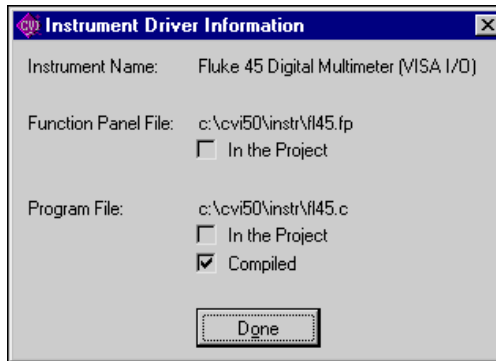 CVI Instrument Driver Information
Instrument Name: Fluke 45 Digital Multimeter (VISA I/O)
Function Panel File: c:\cvi50\instr\fl45.fp
In the Project
Program File: c:\cvi50\instr\fl45.c
In the Project
Compiled
Done